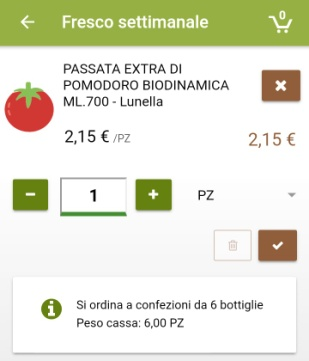 Fresco settimanale
0
PASSATA EXTRA DI
POMODORO BIODINAMICA
ML.700 - Lunella
2,15 € /PZ
2,15 €
1
PZ
Si ordina a confezioni da 6 bottiglie
Peso cassa: 6,00 PZ